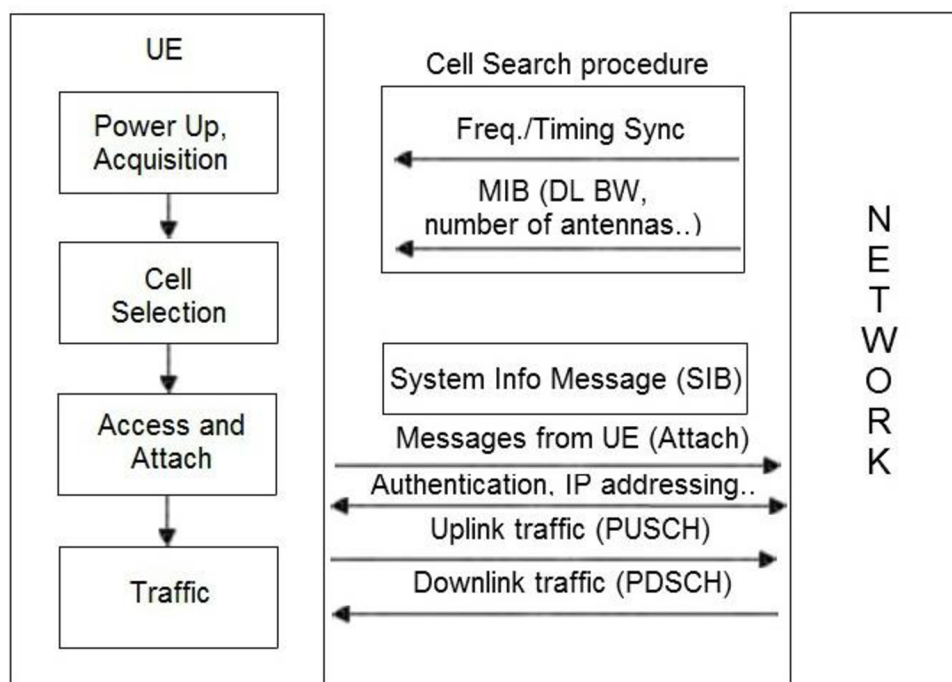 UE
Power Up,
Acquisition
Cell
Selection
Access and
Attach
Traffic
Cell Search procedure
Freq./Timing Sync
MIB (DL BW,
number of antennas..)
System Info Message (SIB)
Messages from UE (Attach)
Authentication, IP addressing..
Uplink traffic (PUSCH)
Downlink traffic (PDSCH)
N
E
T
W
O
R
K